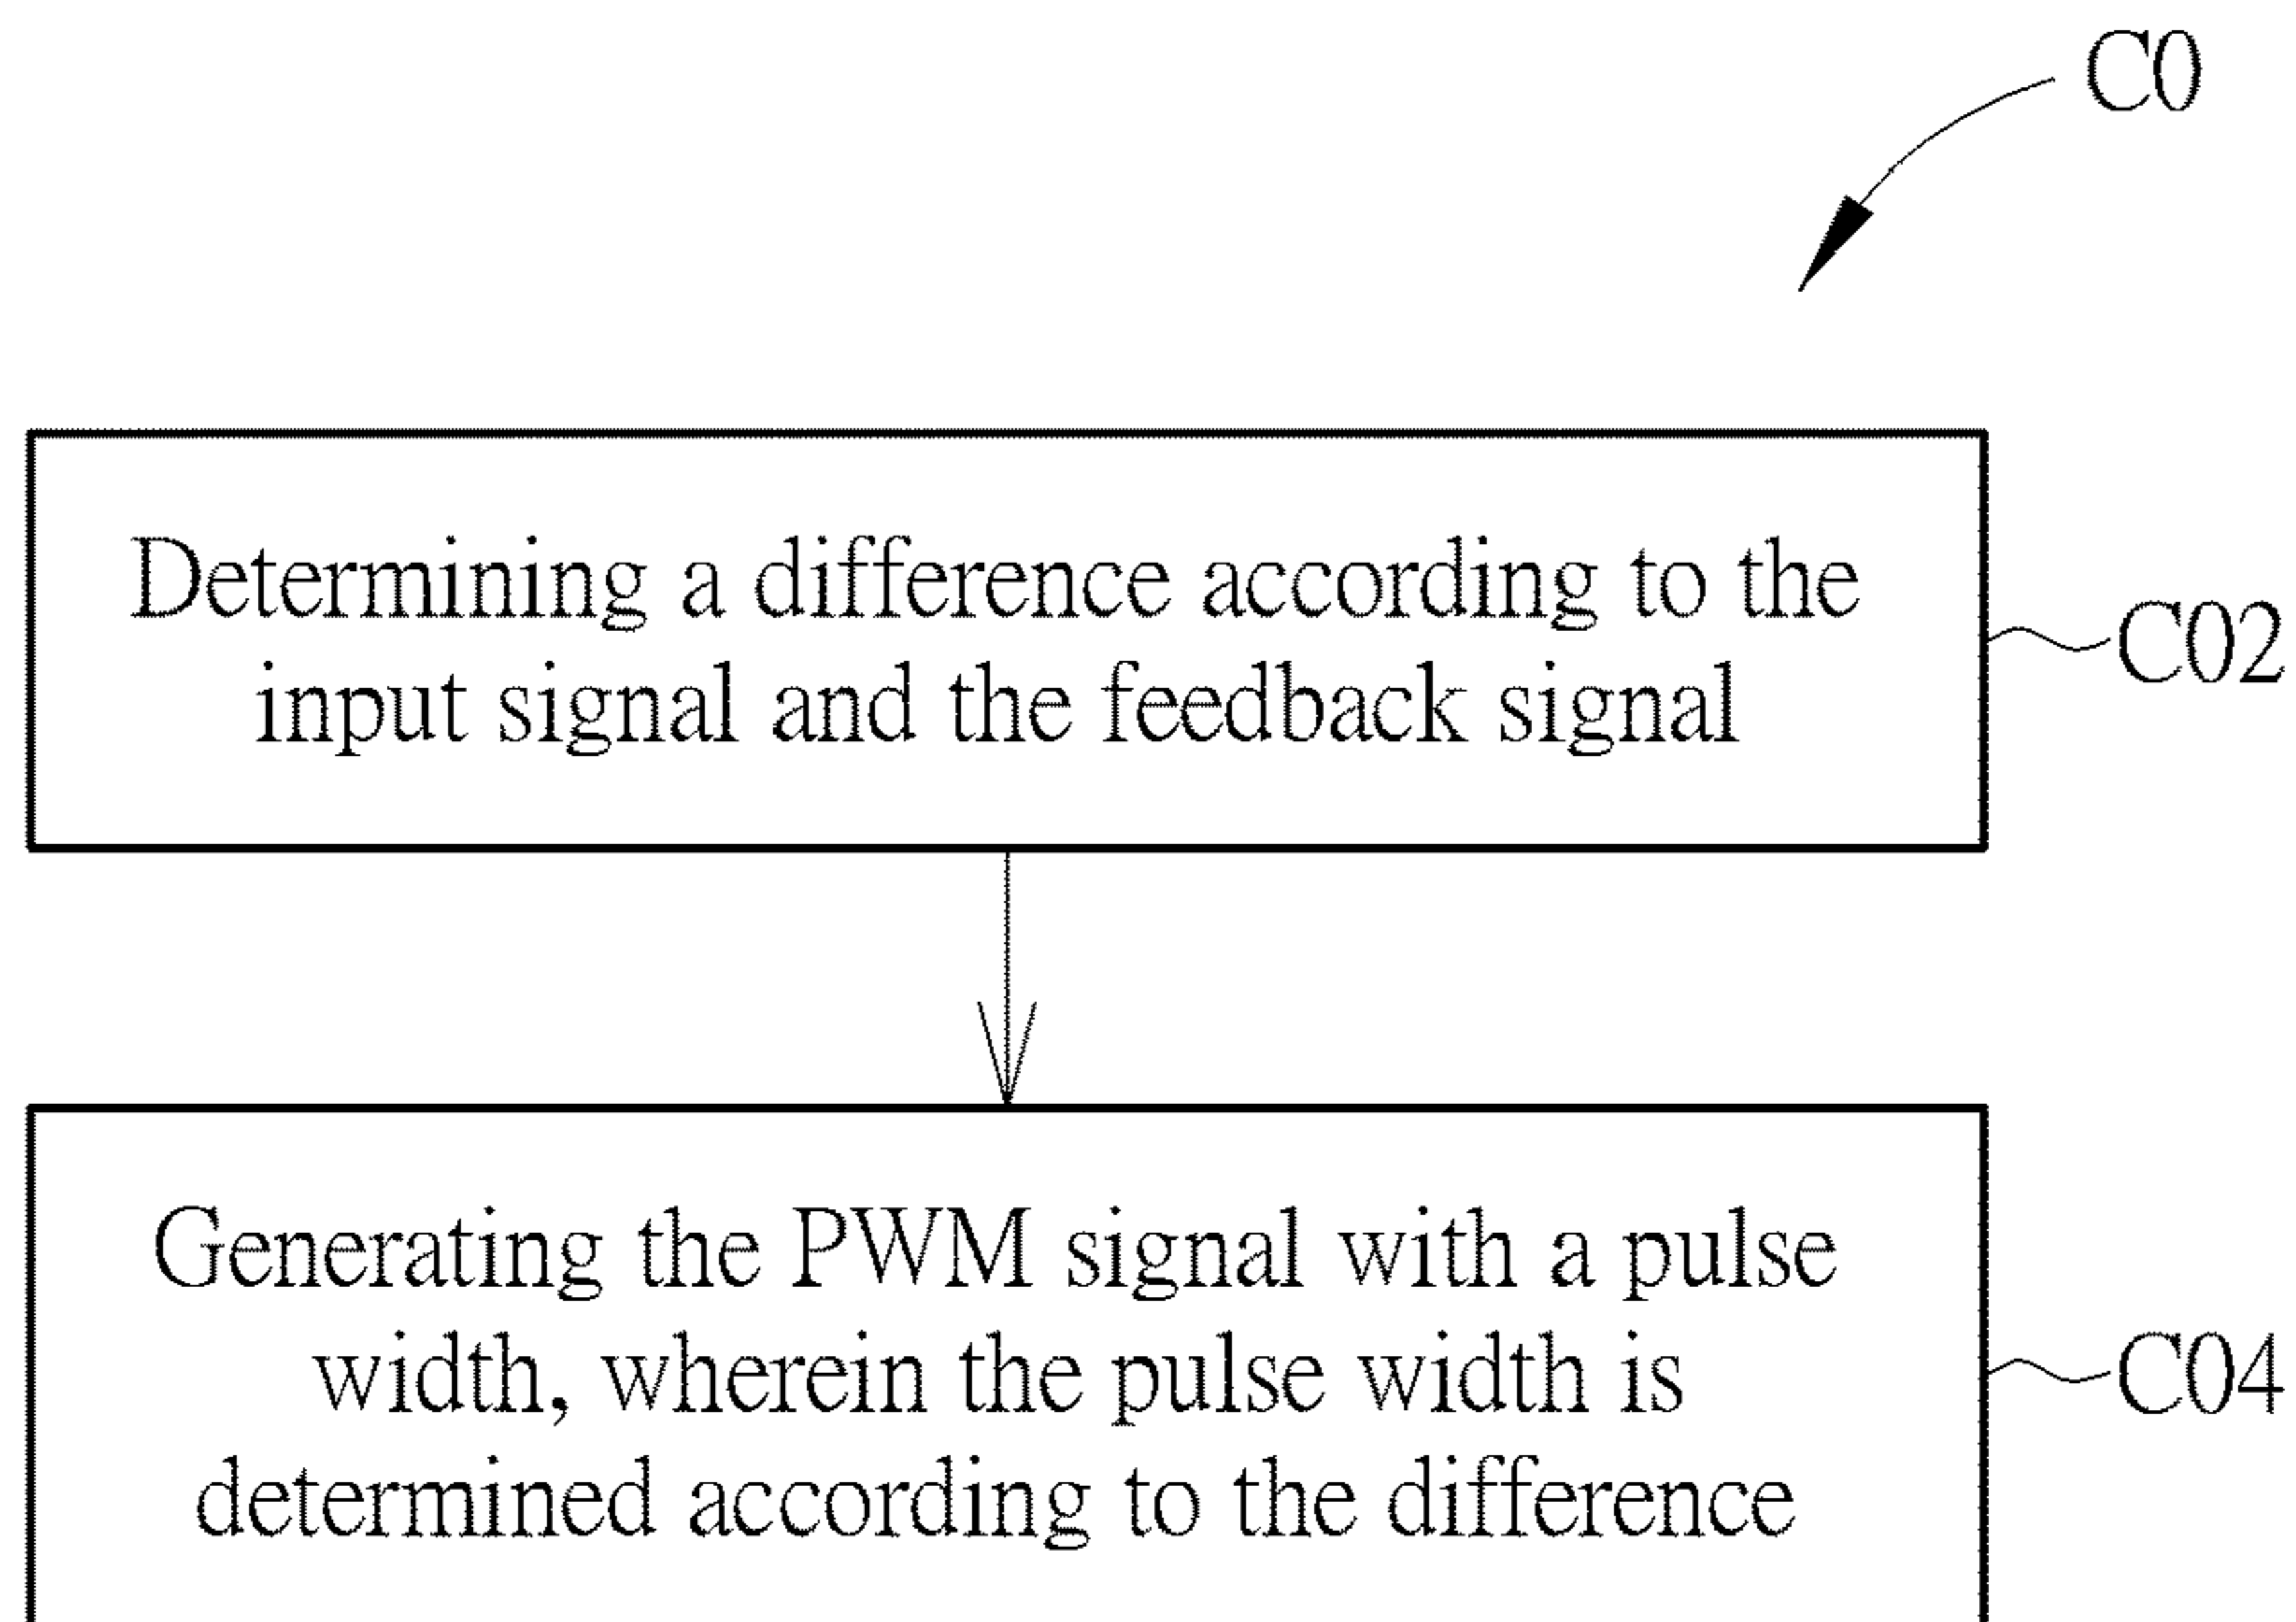 C0
Determining a difference according to the
input signal and the feedback signal
C02
Generating the PWM signal with a pulse
width, wherein the pulse width is
determined according to the difference
C04